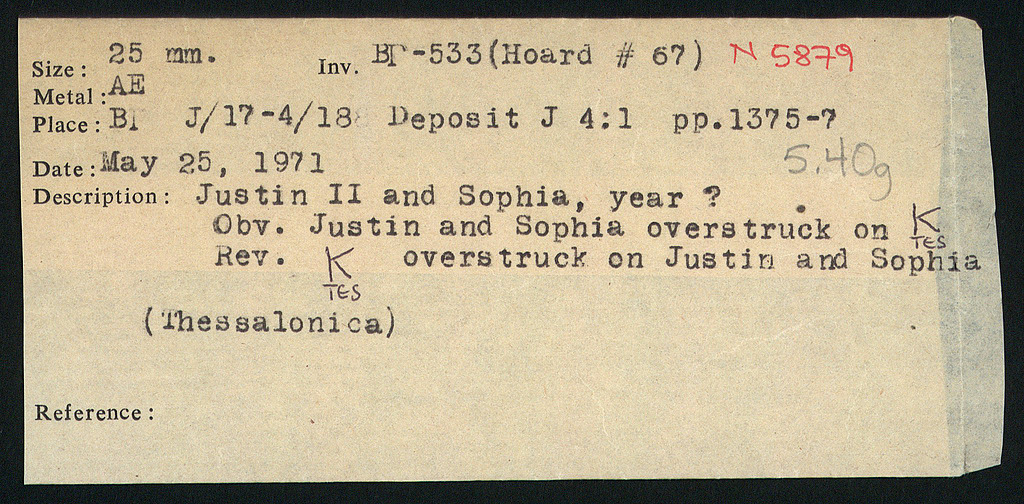 Size: 25 mm. Inv. BΓ-533(Hoard # 67) N 5879
Metal: AE
Place: BΓ J/17-4/18 Deposit J 4:1 pp.1375-7
Date: May 25, 1971 5.40g
Description: Justin II and Sophia, year ?
Obv. Justin and Sophia overstruck on K TES
Rev. K overstruck on Justin and Sophia
TES
(Thessalonica)
Reference: